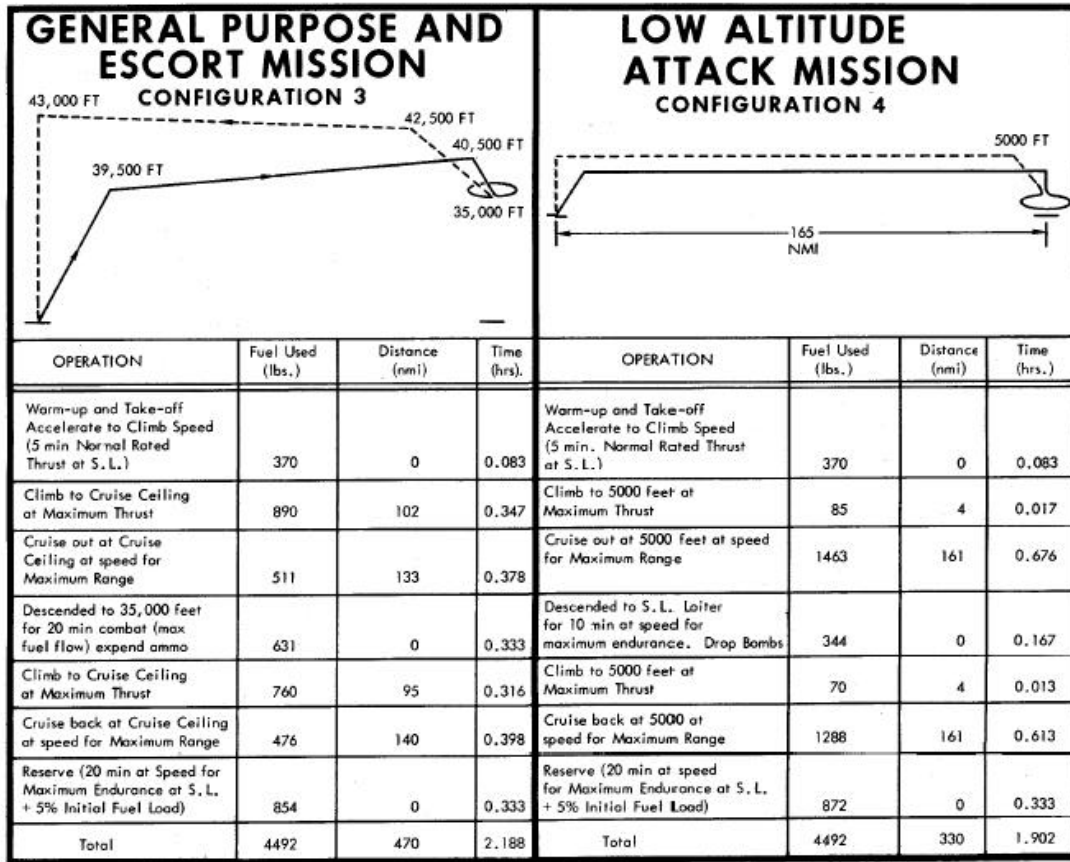 GENERAL PURPOSE AND
ESCORT MISSION
CONFIGURATION 3
43,000 FT
42,500 FT
40,500 FT
39,500 FT
35,000 FT
OPERATION
Fuel Used
(lbs.)
Distance
(nmi)
Time
(hrs).
Warm-up and Take-off
Accelerate to Climb Speed
(5 min Normal Rated
Thrust at S.L.)
370
0
0.083
Climb to Cruise Ceiling
at Maximum Thrust
890
102
0.347
Cruise out at Cruise
Ceiling at speed for
Maximum Range
511
133
0.378
Descended to 35,000 feet
for 20 min combat (max
fuel flow) expend ammo
631
0
0.333
Climb to Cruise Ceiling
at Maximum Thrust
760
95
0.316
Cruise back at Cruise Ceiling
at speed for Maximum Range
476
140
0.398
Reserve (20 min at Speed for
Maximum Endurance at S.L.
+ 5% Initial Fuel Load)
854
0
0.333
Total
4492
470
2.188
LOW ALTITUDE
ATTACK MISSION
CONFIGURATION 4
5000 FT
165
NMI
OPERATION
Fuel Used
(lbs.)
Distance
(nmi)
Time
(hrs.)
Warm-up and Take-off
Accelerate to Climb Speed
(5 min. Normal Rated Thrust
at S.L.)
370
0
0.083
Climb to 5000 feet at
Maximum Thrust
85
4
0.017
Cruise out at 5000 feet at speed
for Maximum Range
1463
161
0.676
Descended to S.L. Loiter
for 10 min at speed for
maximum endurance. Drop Bombs
344
0
0.167
Climb to 5000 feet at
Maximum Thrust
70
4
0.013
Cruise back at 5000 at
speed for Maximum Range
1288
161
0.613
Reserve (20 min at speed
for Maximum Endurance at S.L.
+ 5% Initial Fuel Load)
872
0
0.333
Total
4492
330
1.902